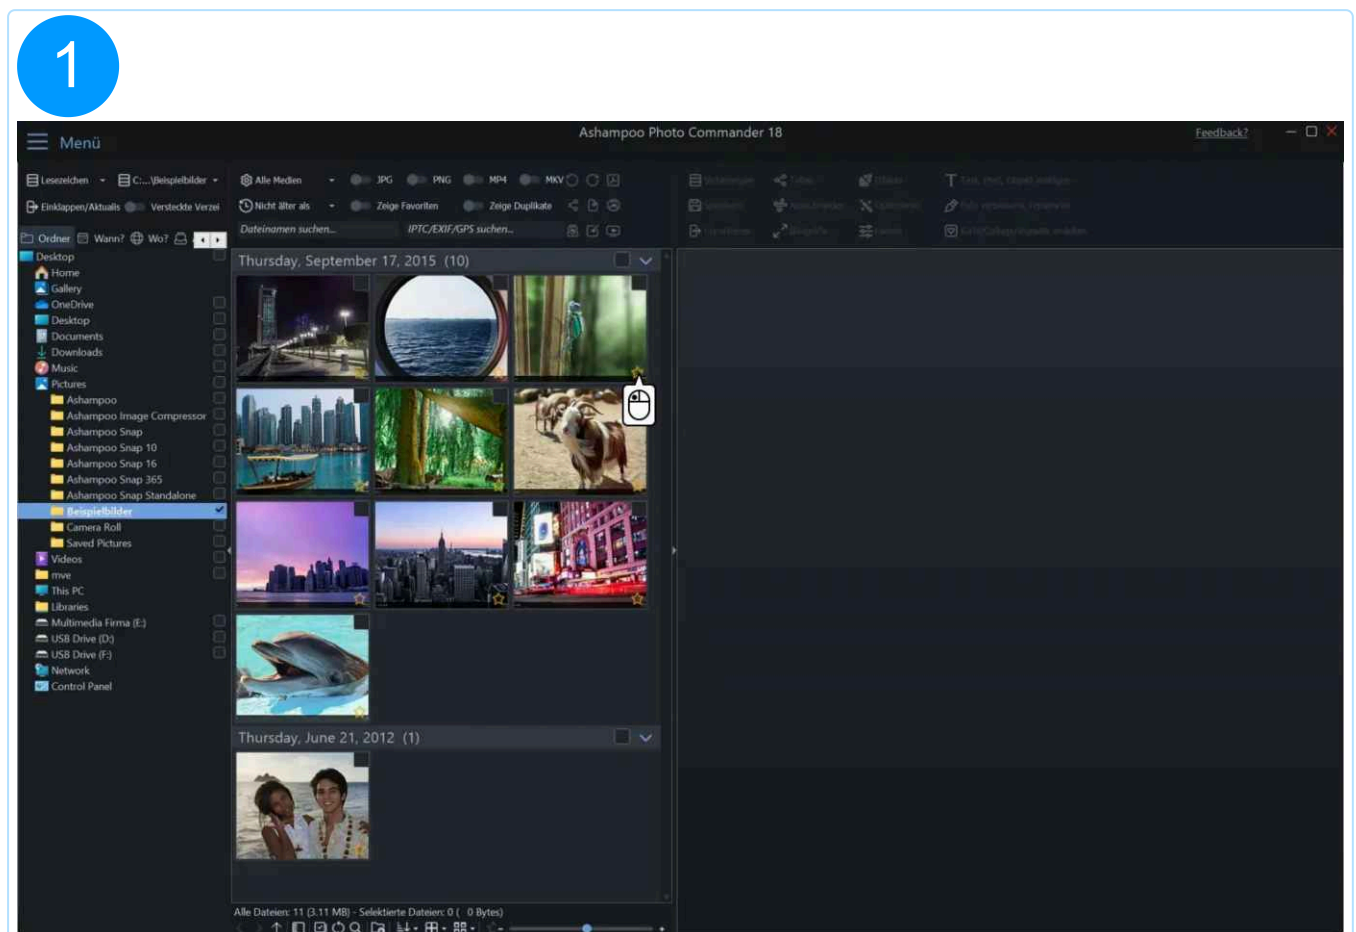 1
Menü
Ashampoo Photo Commander 18
Feedback?
Lesezeichen
C:...\Beispielbilder
Einklappen/Aktualis
Versteckte Verzei
Ordner
Wann?
Wo?
Alle Medien
JPG
PNG
MP4
MKV
Nicht älter als
Zeige Favoriten
Zeige Duplikate
Dateinamen suchen...
IPTC/EXIF/GPS suchen...
Desktop
Home
Gallery
OneDrive
Desktop
Documents
Downloads
Music
Pictures
Ashampoo
Ashampoo Image Compressor
Ashampoo Snap
Ashampoo Snap 10
Ashampoo Snap 16
Ashampoo Snap 365
Ashampoo Snap Standalone
Beispielbilder
Camera Roll
Saved Pictures
Videos
mve
This PC
Libraries
Multimedia Firma (E:)
USB Drive (D:)
USB Drive (F:)
Network
Control Panel
Thursday, September 17, 2015 (10)
Thursday, June 21, 2012 (1)
Alle Dateien: 11 (3.11 MB) - Selektierte Dateien: 0 ( 0 Bytes)